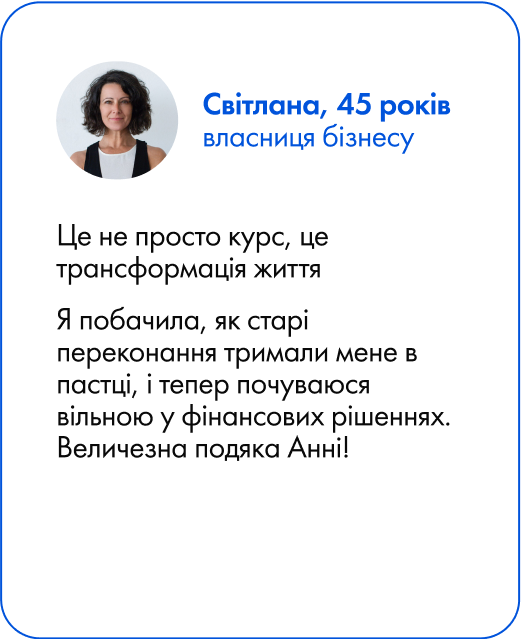 Світлана, 45 років
власниця бізнесу
Це не просто курс, це
трансформація життя
Я побачила, як старі
переконання тримали мене в
пастці, і тепер почуваюся
вільною у фінансових рішеннях.
Величезна подяка Анні!